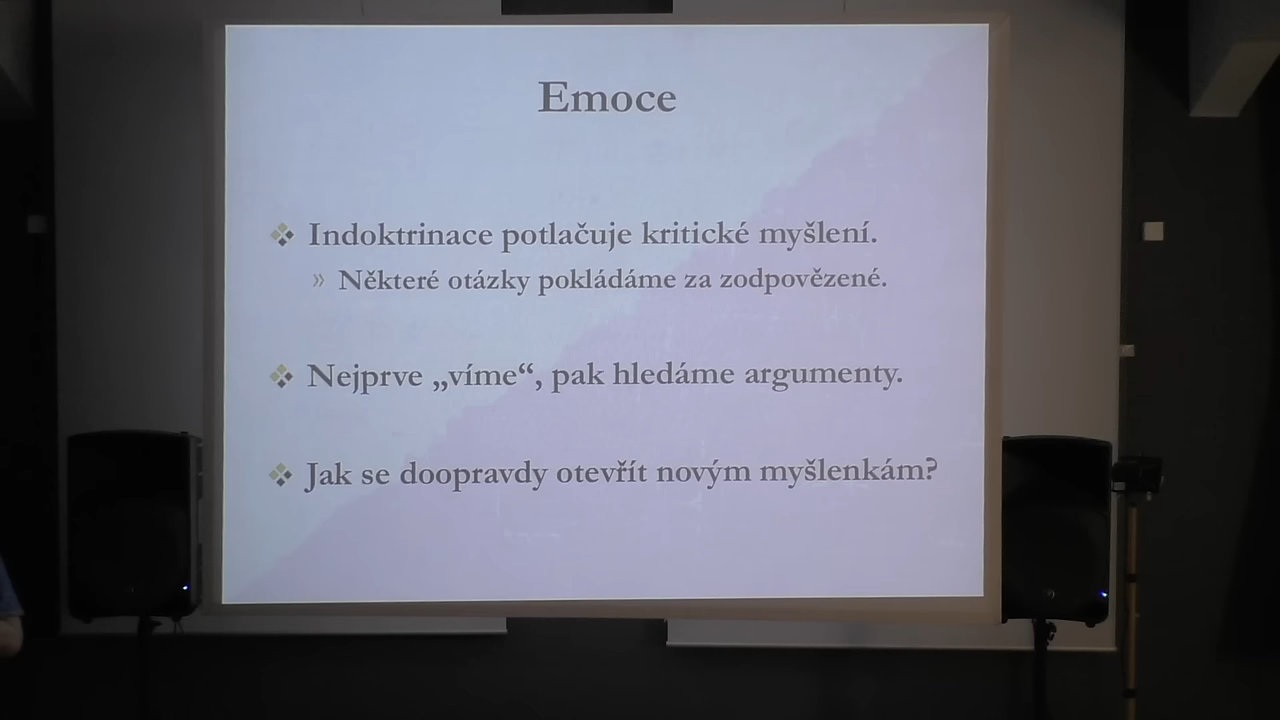 Emoce
Indoktrinace potlačuje kritické myšlení.
Některé otázky pokládáme za zodpovězené.
Nejprve „víme“, pak hledáme argumenty.
Jak se doopravdy otevřít novým myšlenkám?